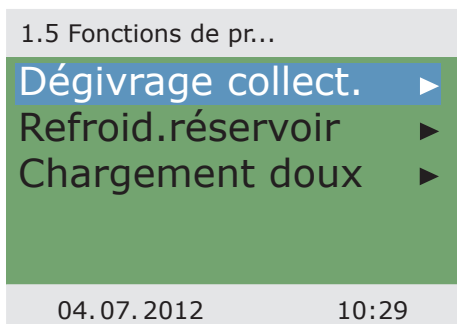 1.5 Fonctions de pr...
Dégivrage collect. ►
Refroid.réservoir ►
Chargement doux ►
04.07.2012 10:29